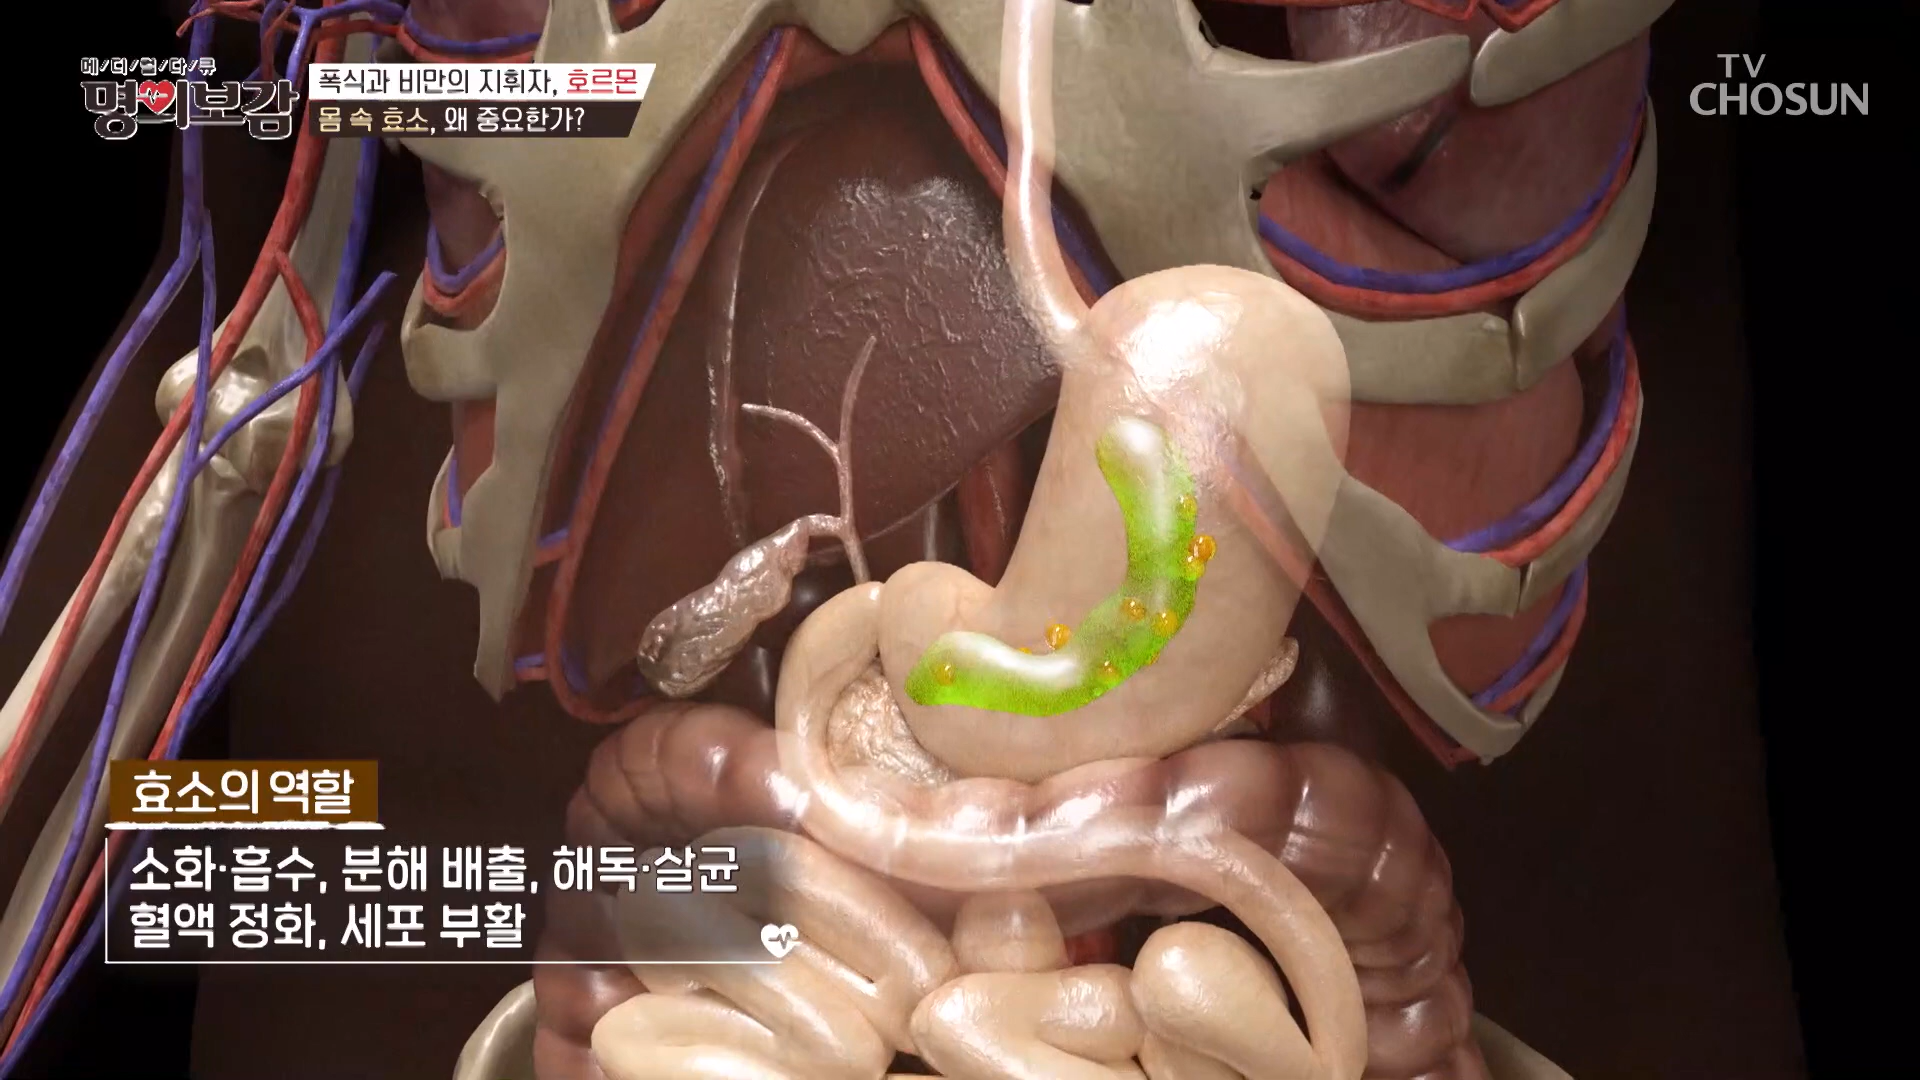 메/디/컬/다/큐
명의보감
폭식과 비만의 지휘자, 호르몬
몸 속 효소, 왜 중요한가?
TV
CHOSUN
효소의 역할
소화·흡수, 분해 배출, 해독·살균
혈액 정화, 세포 부활